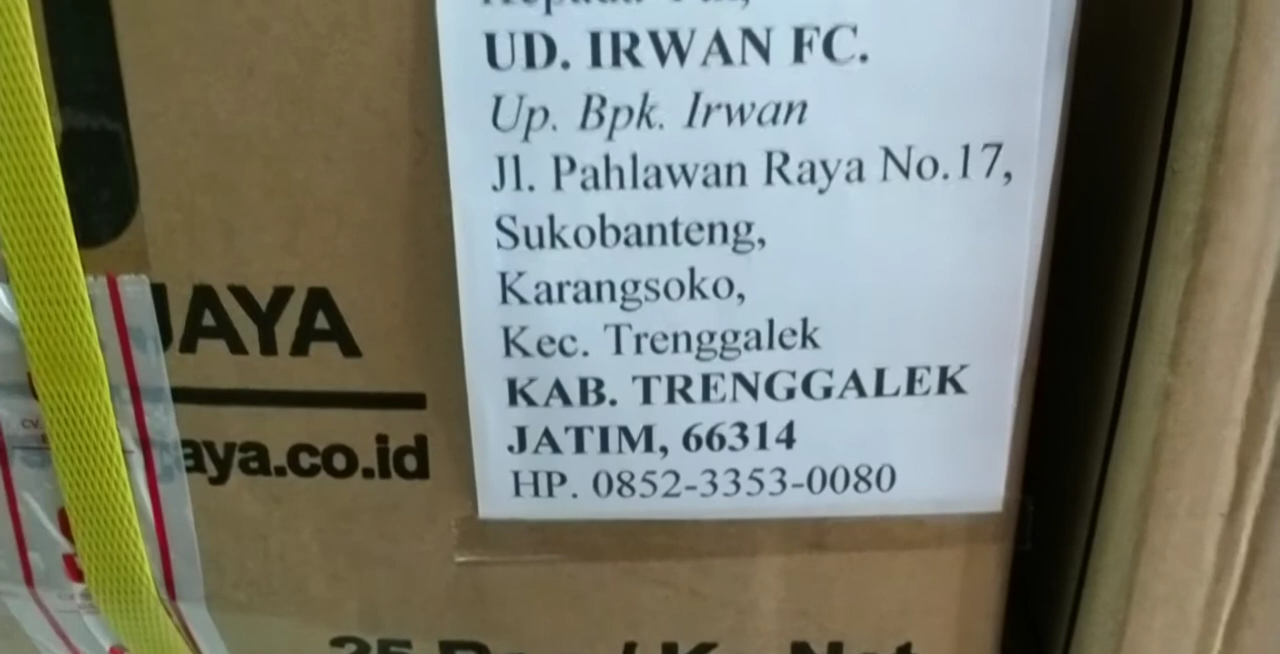 UD. IRWAN FC.
Up. Bpk. Irwan
Jl. Pahlawan Raya No.17,
Sukobanteng,
Karangsoko,
Kec. Trenggalek
KAB. TRENGGALEK
JATIM, 66314
HP. 0852-3353-0080
JAYA
aya.co.id
CV